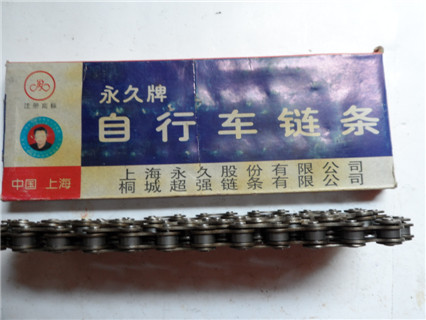 注册商标
永久牌
自行车链条
中国 上海
上海永久股份有限公司
桐城超强链条有限公司